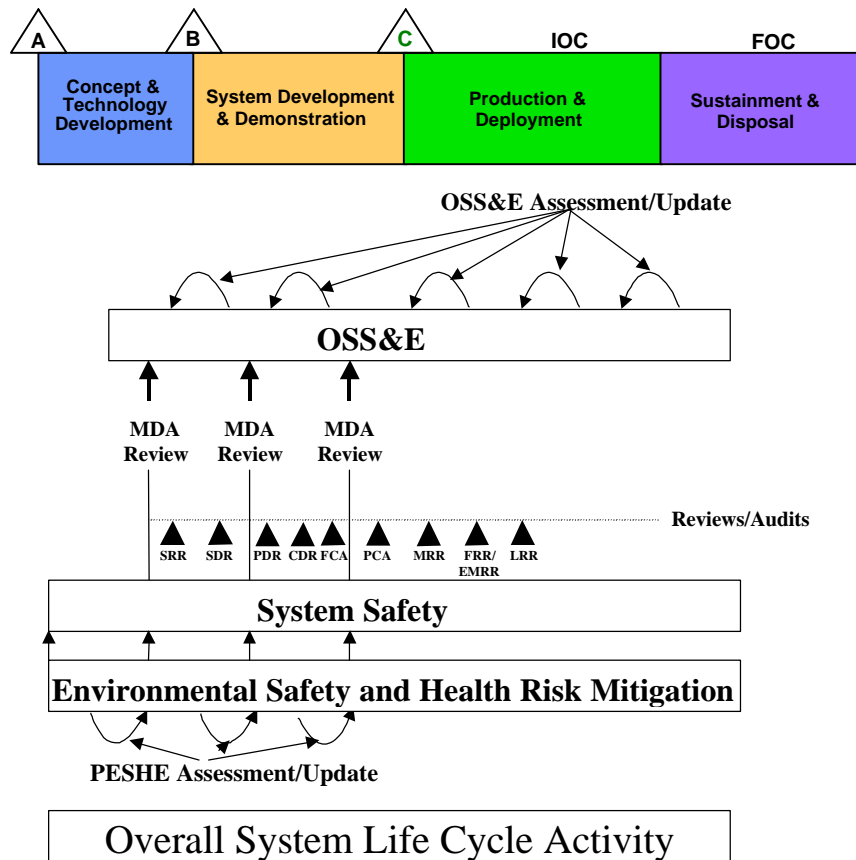 A
B
C
IOC
FOC
Concept &
Technology
Development
System Development
& Demonstration
Production &
Deployment
Sustainment &
Disposal
OSS&E Assessment/Update
OSS&E
MDA
Review
MDA
Review
MDA
Review
Reviews/Audits
SRR
SDR
PDR
CDR
FCA
PCA
MRR
FRR/
EMRR
LRR
System Safety
Environmental Safety and Health Risk Mitigation
PESHE Assessment/Update
Overall System Life Cycle Activity